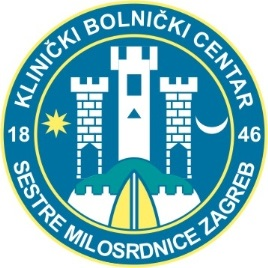 KLINIČKI BOLNIČKI CENTAR
18 46
SESTRE MILOSRDNICE ZAGREB